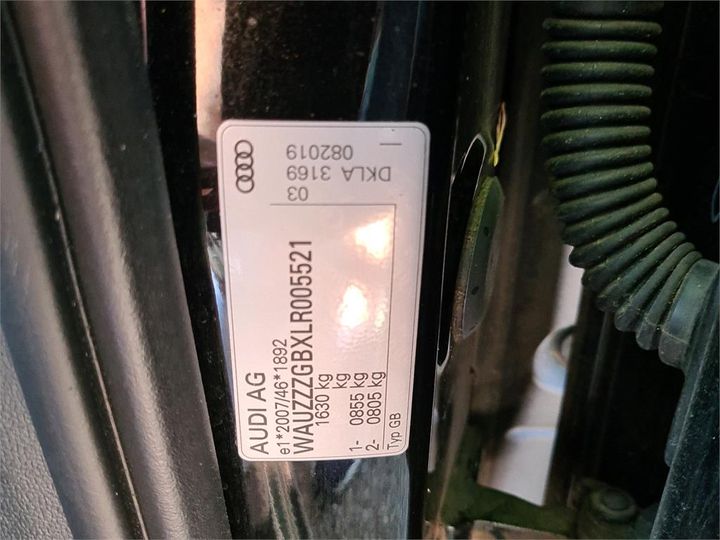 AUDI AG
e1*2007/46*1892
WAUZZZGBXLR005521
1630 kg
kg
1- 0855 kg
2- 0805 kg
Typ GB
03
DKLA 3169
082019